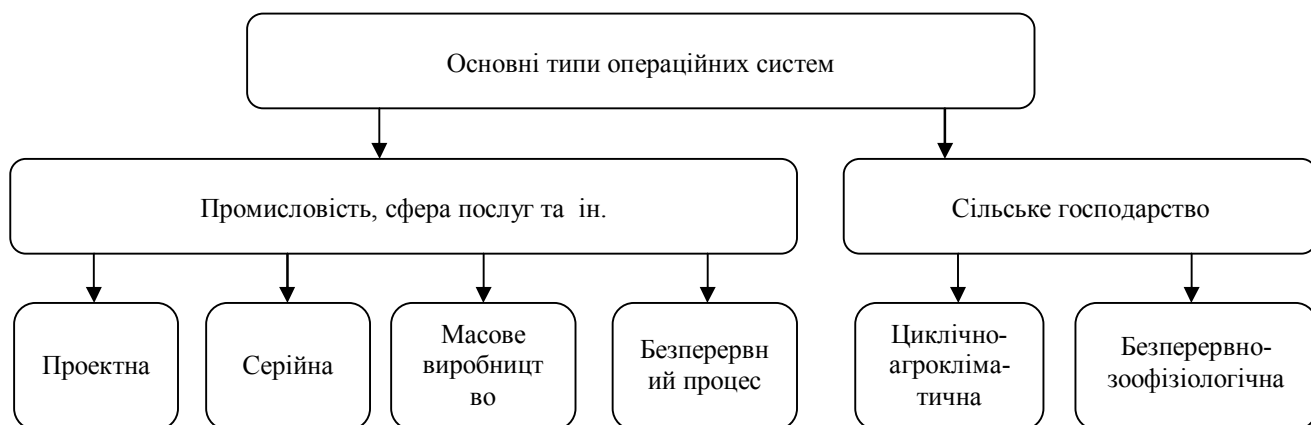 Основні типи операційних систем
Промисловість, сфера послуг та ін.
Сільське господарство
Проектна
Серійна
Масове
виробницт
во
Безперервн
ий процес
Циклічно-
агрокліма-
тична
Безперервно-
зоофізіологічна